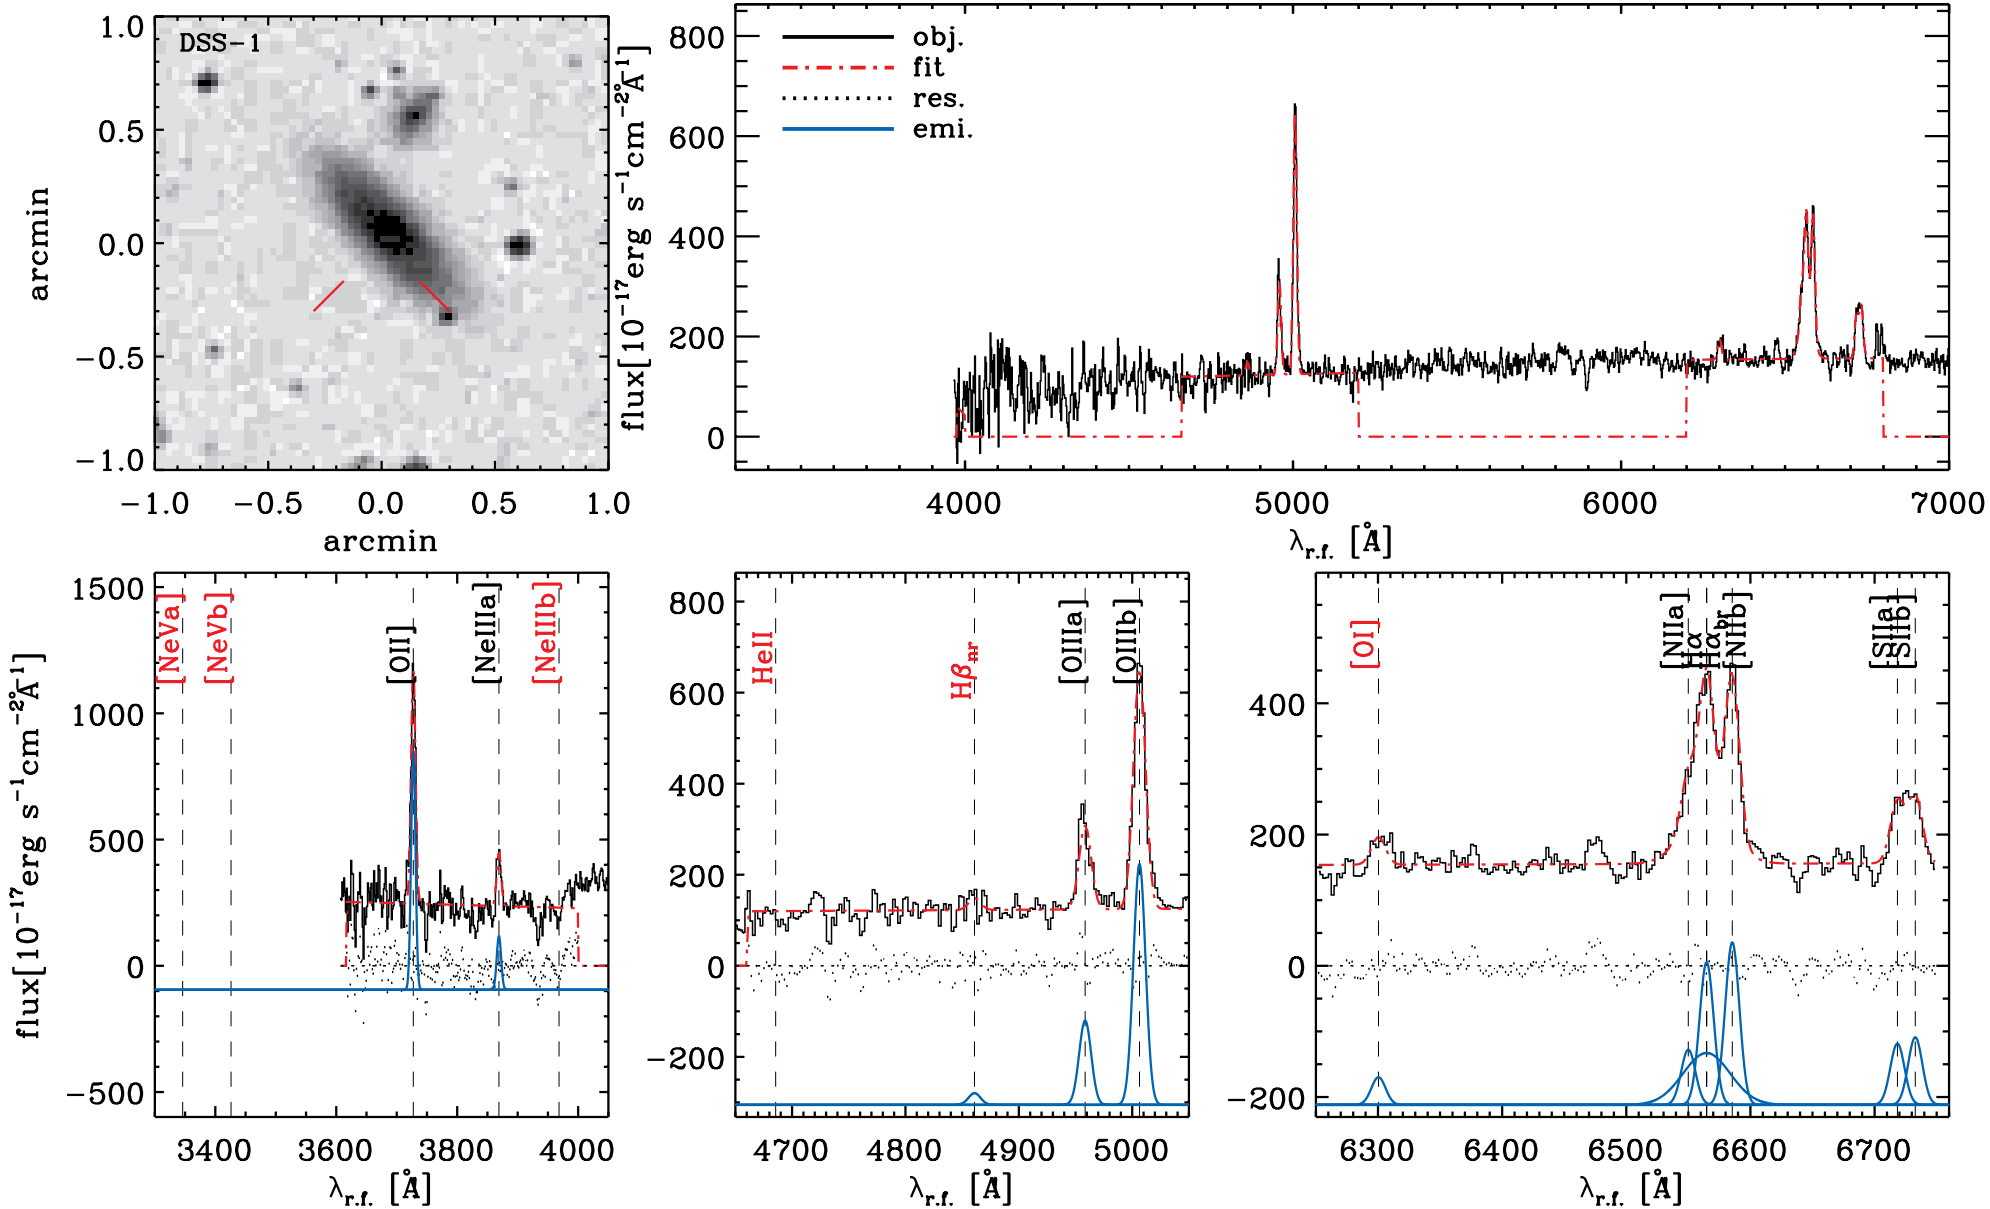 DSS-1
1.0
0.5
0.0
−0.5
−1.0
arcmin
−1.0 −0.5 0.0 0.5 1.0
arcmin
obj.
fit
res.
emi.
800
600
400
200
0
flux[10⁻¹⁷erg s⁻¹cm⁻²Å⁻¹]
4000 5000 6000 7000
λr.f. [Å]
[NeVa]
[NeVb]
[OII]
[NeIIIa]
[NeIIIb]
1500
1000
500
0
−500
flux[10⁻¹⁷erg s⁻¹cm⁻²Å⁻¹]
3400 3600 3800 4000
λr.f. [Å]
HeII
Hβnr
[OIIIa]
[OIIIb]
800
600
400
200
0
−200
4700 4800 4900 5000
λr.f. [Å]
[OI]
[NIIa]
Hα
Hαbr
[NIIb]
[SIIa]
[SIIb]
400
200
0
−200
6300 6400 6500 6600 6700
λr.f. [Å]